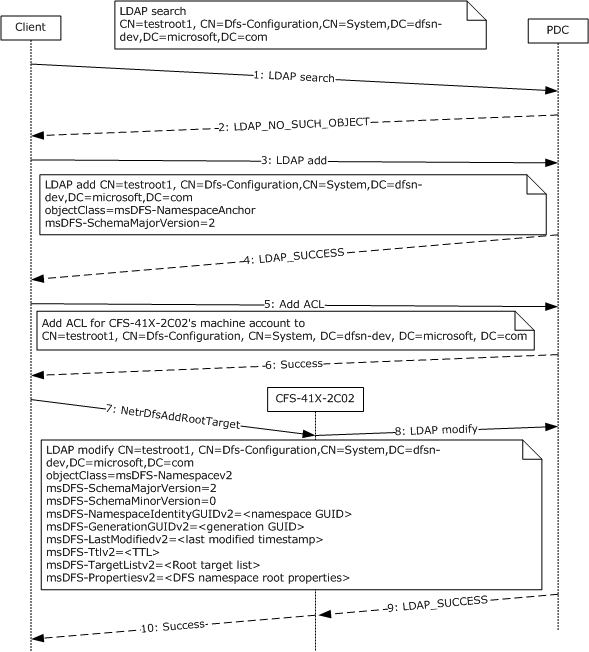 LDAP search
CN=testroot1, CN=Dfs-Configuration,CN=System,DC=dfsn-
dev,DC=microsoft,DC=com
Client
PDC
1: LDAP search
2: LDAP_NO_SUCH_OBJECT
3: LDAP add
LDAP add CN=testroot1, CN=Dfs-Configuration,CN=System,DC=dfsn-
dev,DC=microsoft,DC=com
objectClass=msDFS-NamespaceAnchor
msDFS-SchemaMajorVersion=2
4: LDAP_SUCCESS
5: Add ACL
Add ACL for CFS-41X-2C02's machine account to
CN=testroot1, CN=Dfs-Configuration, CN=System, DC=dfsn-dev, DC=microsoft, DC=com
6: Success
CFS-41X-2C02
7: NetrDfsAddRootTarget
8: LDAP modify
LDAP modify CN=testroot1, CN=Dfs-Configuration,CN=System,DC=dfsn-
dev,DC=microsoft,DC=com
objectClass=msDFS-Namespacev2
msDFS-SchemaMajorVersion=2
msDFS-SchemaMinorVersion=0
msDFS-NamespaceIdentityGUIDv2=<namespace GUID>
msDFS-GenerationGUIDv2=<generation GUID>
msDFS-LastModifiedv2=<last modified timestamp>
msDFS-Ttlv2=<TTL>
msDFS-TargetListv2=<Root target list>
msDFS-Propertiesv2=<DFS namespace root properties>
9: LDAP_SUCCESS
10: Success